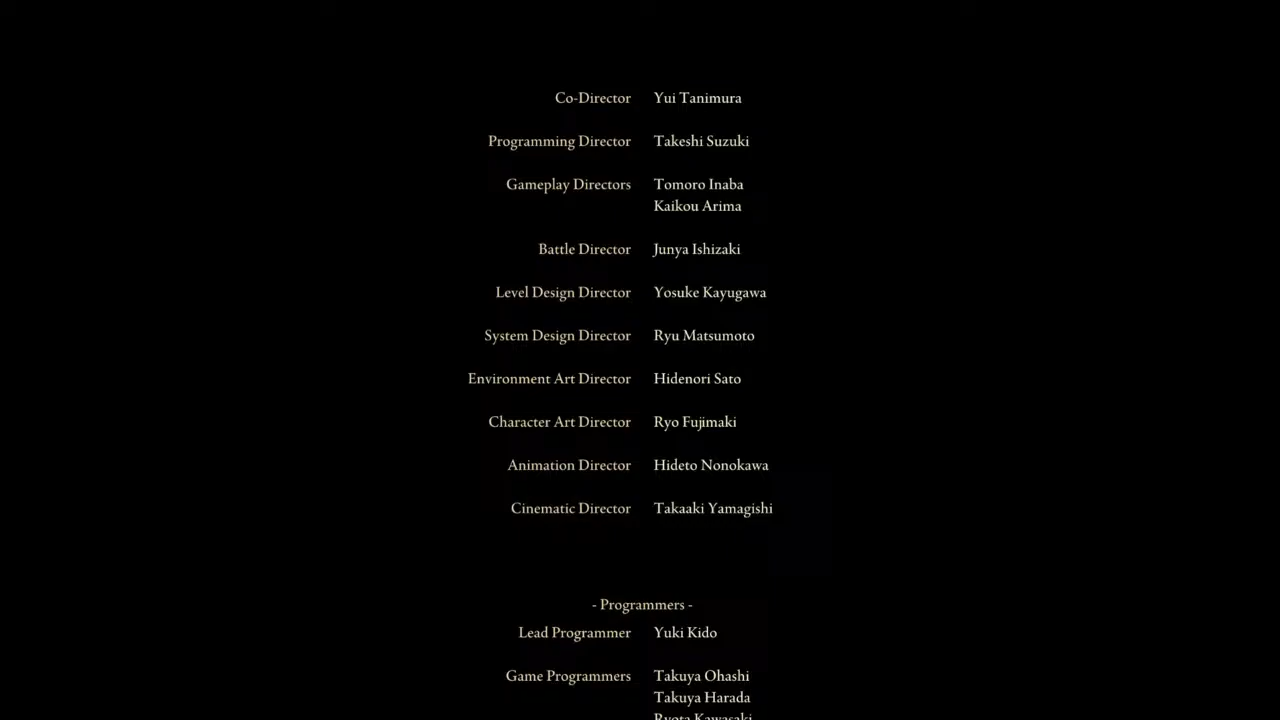 Co-Director Yui Tanimura
Programming Director Takeshi Suzuki
Gameplay Directors Tomoro Inaba
Kaikou Arima
Battle Director Junya Ishizaki
Level Design Director Yosuke Kayugawa
System Design Director Ryu Matsumoto
Environment Art Director Hidenori Sato
Character Art Director Ryo Fujimaki
Animation Director Hideto Nonokawa
Cinematic Director Takaaki Yamagishi
- Programmers -
Lead Programmer Yuki Kido
Game Programmers Takuya Ohashi
Takuya Harada
Ryota Kawasaki